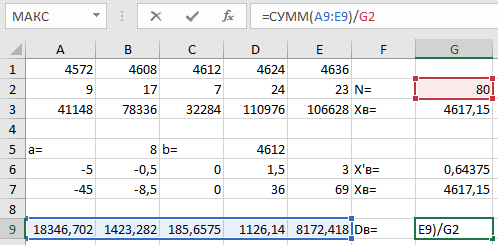 МАКС =СУММ(A9:E9)/G2
A B C D E F G
1 4572 4608 4612 4624 4636
2 9 17 7 24 23 N= 80
3 41148 78336 32284 110976 106628 Xв= 4617,15
4
5 a= 8 b= 4612
6 -5 -0,5 0 1,5 3 X'в= 0,64375
7 -45 -8,5 0 36 69 Xв= 4617,15
8
9 18346,702 1423,282 185,6575 1126,14 8172,418 Dв= E9)/G2